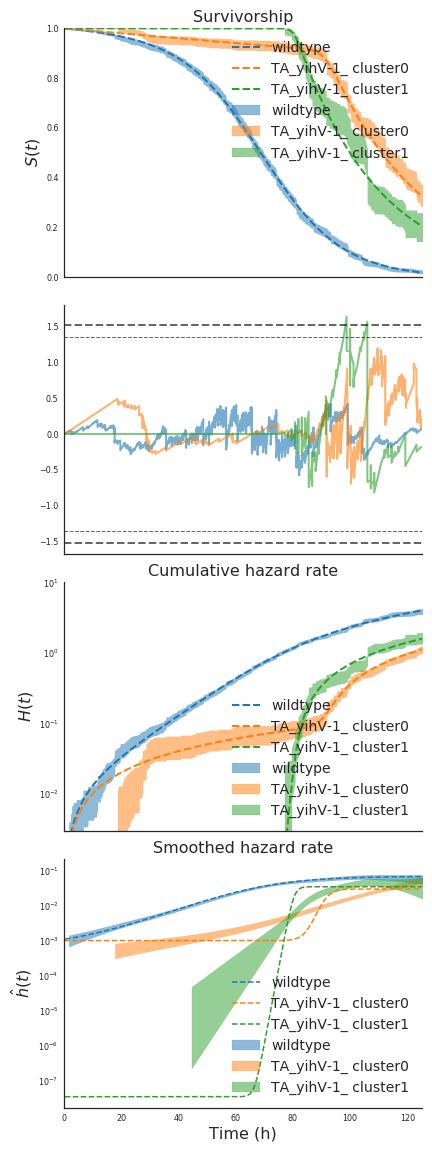 Survivorship
1.0
0.8
0.6
0.4
0.2
0.0
S(t)
wildtype
TA_yihV-1_ cluster0
TA_yihV-1_ cluster1
wildtype
TA_yihV-1_ cluster0
TA_yihV-1_ cluster1
1.5
1.0
0.5
0.0
−0.5
−1.0
−1.5
Cumulative hazard rate
10^1
10^0
10^−1
10^−2
H(t)
wildtype
TA_yihV-1_ cluster0
TA_yihV-1_ cluster1
wildtype
TA_yihV-1_ cluster0
TA_yihV-1_ cluster1
Smoothed hazard rate
10^−1
10^−2
10^−3
10^−4
10^−5
10^−6
10^−7
ĥ(t)
wildtype
TA_yihV-1_ cluster0
TA_yihV-1_ cluster1
wildtype
TA_yihV-1_ cluster0
TA_yihV-1_ cluster1
0 20 40 60 80 100 120
Time (h)